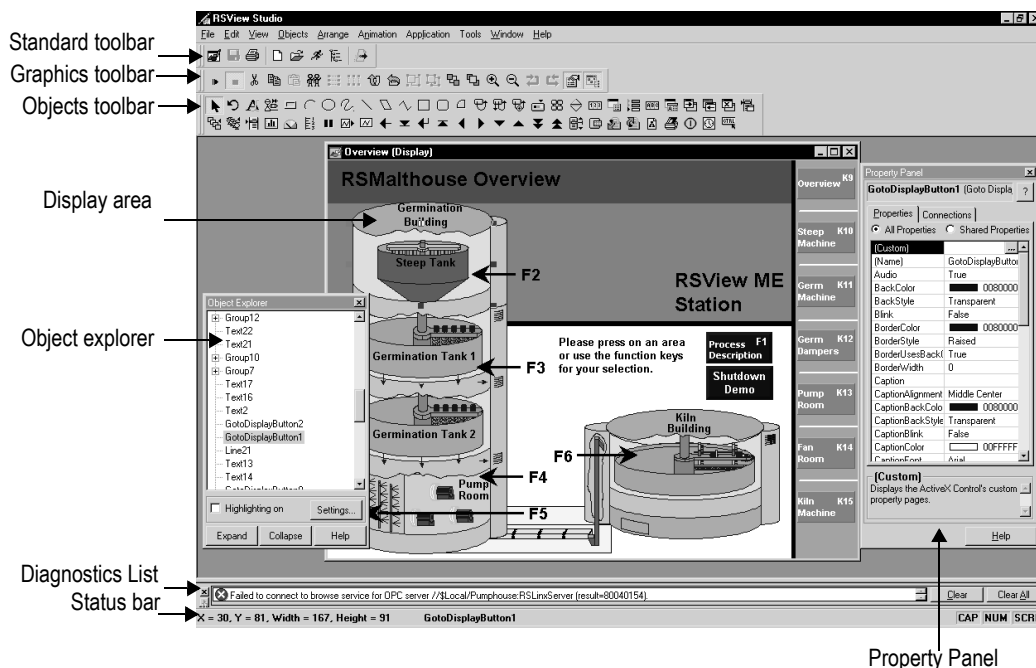 RSView Studio
File Edit View Objects Arrange Animation Application Tools Window Help
Standard toolbar
Graphics toolbar
Objects toolbar
Display area
Object explorer
Diagnostics List
Status bar
Property Panel
Overview (Display)
RSMalthouse Overview
Germination
Building
Steep Tank
F2
Germination Tank 1
F3
Germination Tank 2
F4
Pump
Room
F5
RSView ME
Station
Please press on an area
or use the function keys
for your selection.
Process F1
Description
Shutdown
Demo
Kiln
Building
F6
Overview K9
Steep K10
Machine
Germ K11
Machine
Germ K12
Dampers
Pump K13
Room
Fan K14
Room
Kiln K15
Machine
Object Explorer
Group12
Text22
Text21
Group10
Group7
Text17
Text16
Text2
GotoDisplayButton2
GotoDisplayButton1
Line21
Text13
Text14
Highlighting on Settings...
Expand Collapse Help
Property Panel
GotoDisplayButton1 (Goto Displa ?
Properties Connections
All Properties Shared Properties
(Custom) ...
(Name) GotoDisplayButto
Audio True
BackColor 0080000
BackStyle Transparent
Blink False
BorderColor 0080000
BorderStyle Raised
BorderUsesBack( True
BorderWidth 0
Caption
CaptionAlignment Middle Center
CaptionBackColo 0080000
CaptionBackStyle Transparent
CaptionBlink False
CaptionColor 00FFFFF
CaptionFont Arial
(Custom)
Displays the ActiveX Control's custom
property pages.
Help
Failed to connect to browse service for OPC server //$Local/Pumphouse:RSLinxServer (result=80040154).
Clear Clear All
X = 30, Y = 81, Width = 167, Height = 91 GotoDisplayButton1
CAP NUM SCR